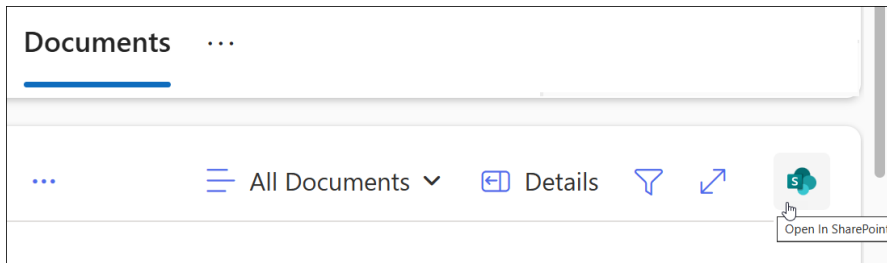 Documents ...
... All Documents Details
S
Open In SharePoint